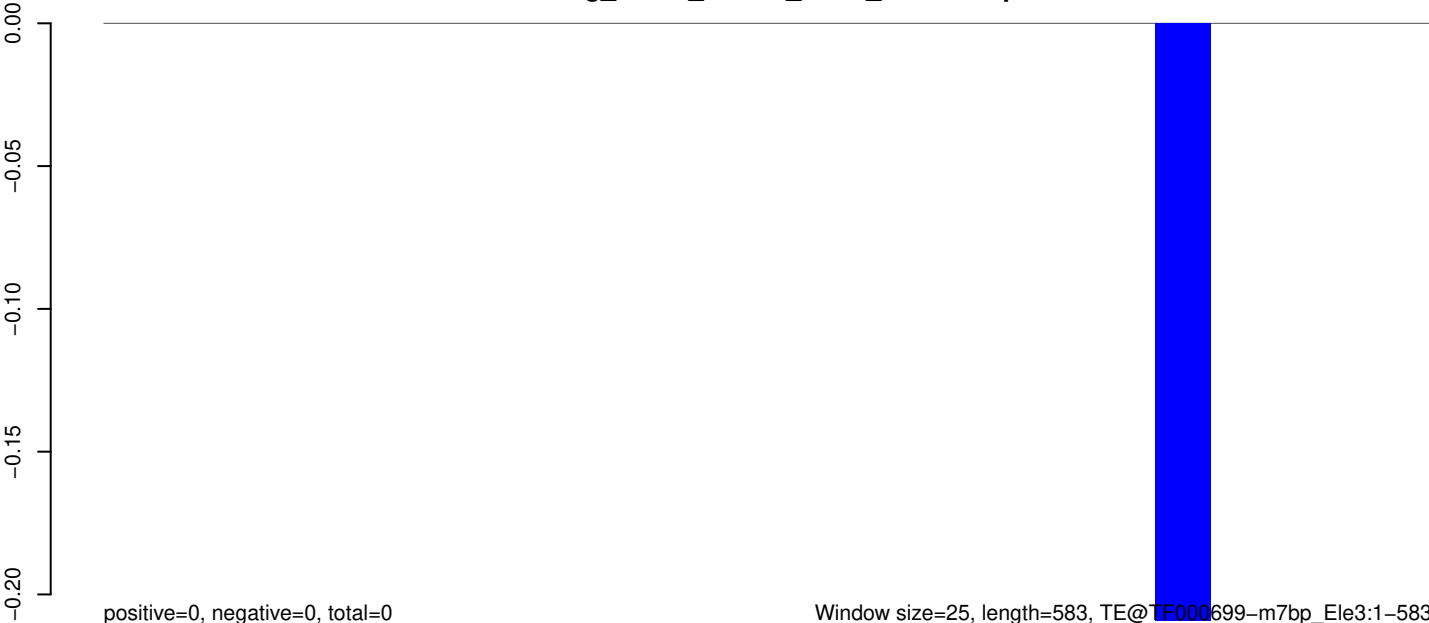 0.00
−0.05
−0.10
−0.15
−0.20
positive=0, negative=0, total=0
Window size=25, length=583, TE@TF000699−m7bp_Ele3:1−583